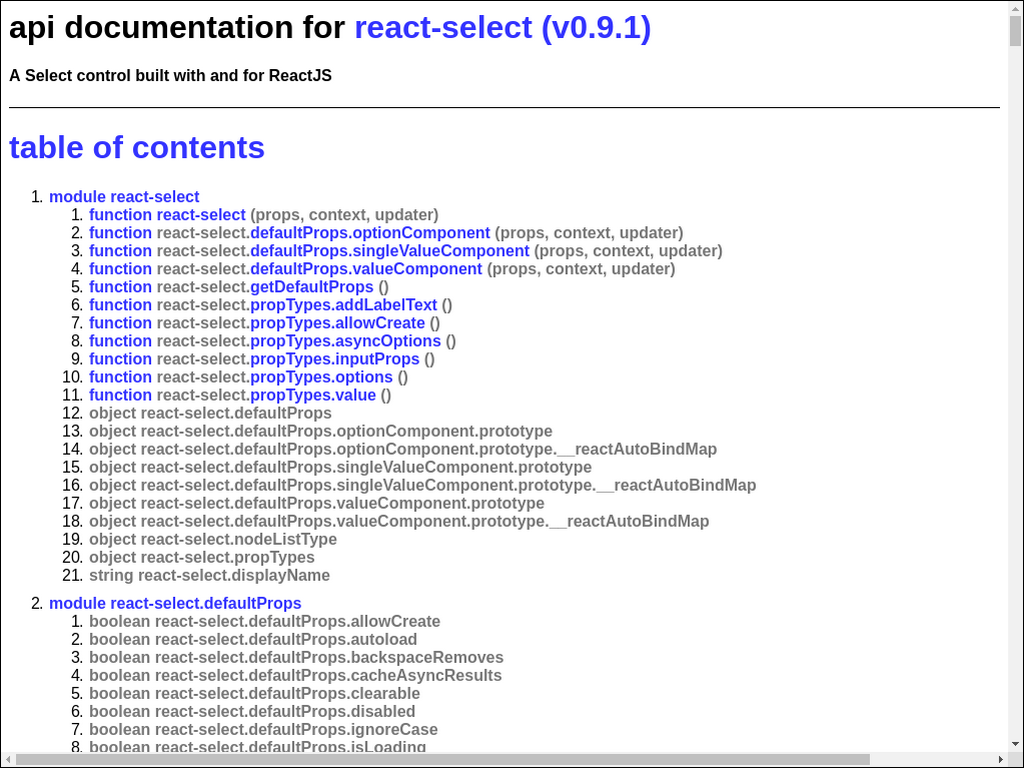 api documentation for react-select (v0.9.1)
A Select control built with and for ReactJS
table of contents
1. module react-select
1. function react-select (props, context, updater)
2. function react-select.defaultProps.optionComponent (props, context, updater)
3. function react-select.defaultProps.singleValueComponent (props, context, updater)
4. function react-select.defaultProps.valueComponent (props, context, updater)
5. function react-select.getDefaultProps ()
6. function react-select.propTypes.addLabelText ()
7. function react-select.propTypes.allowCreate ()
8. function react-select.propTypes.asyncOptions ()
9. function react-select.propTypes.inputProps ()
10. function react-select.propTypes.options ()
11. function react-select.propTypes.value ()
12. object react-select.defaultProps
13. object react-select.defaultProps.optionComponent.prototype
14. object react-select.defaultProps.optionComponent.prototype.__reactAutoBindMap
15. object react-select.defaultProps.singleValueComponent.prototype
16. object react-select.defaultProps.singleValueComponent.prototype.__reactAutoBindMap
17. object react-select.defaultProps.valueComponent.prototype
18. object react-select.defaultProps.valueComponent.prototype.__reactAutoBindMap
19. object react-select.nodeListType
20. object react-select.propTypes
21. string react-select.displayName
2. module react-select.defaultProps
1. boolean react-select.defaultProps.allowCreate
2. boolean react-select.defaultProps.autoload
3. boolean react-select.defaultProps.backspaceRemoves
4. boolean react-select.defaultProps.cacheAsyncResults
5. boolean react-select.defaultProps.clearable
6. boolean react-select.defaultProps.disabled
7. boolean react-select.defaultProps.ignoreCase
8. boolean react-select.defaultProps.isLoading